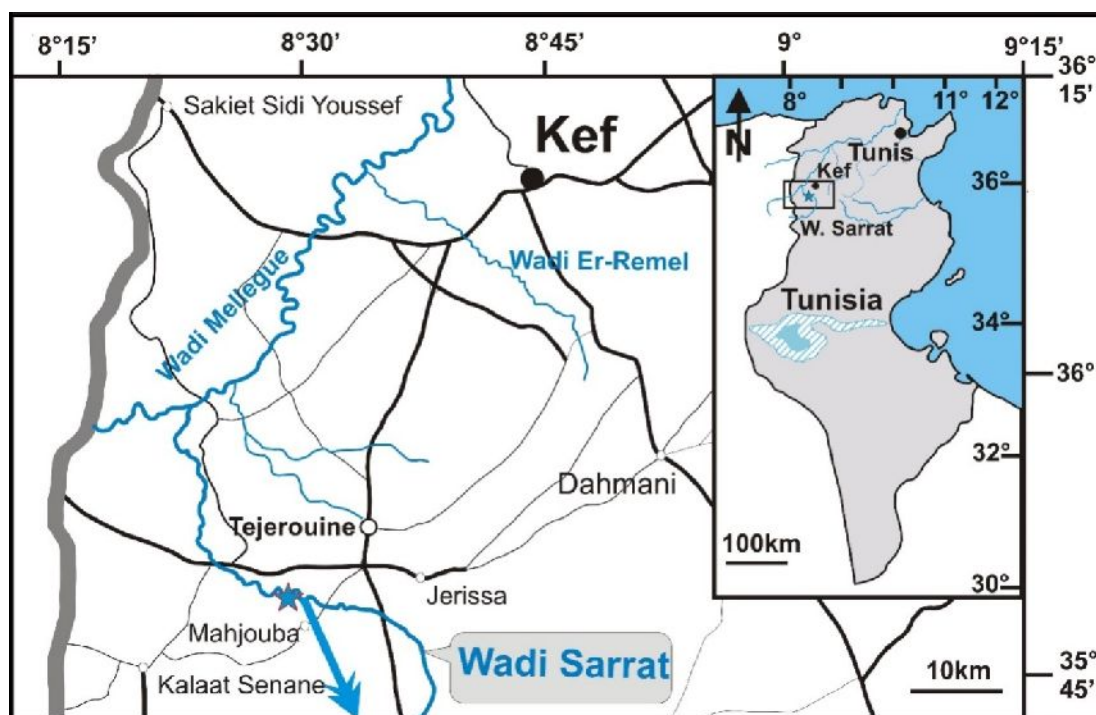 8°15’
8°30’
8°45’
9°
9°15’
36°
15’
Sakiet Sidi Youssef
Kef
Wadi Mellegue
Wadi Er-Remel
Dahmani
Tejerouine
Jerissa
Mahjouba
Kalaat Senane
Wadi Sarrat
10km
36°
35°
45’
8°
11°
12°
N
Tunis
Kef
36°
W. Sarrat
Tunisia
34°
32°
100km
30°